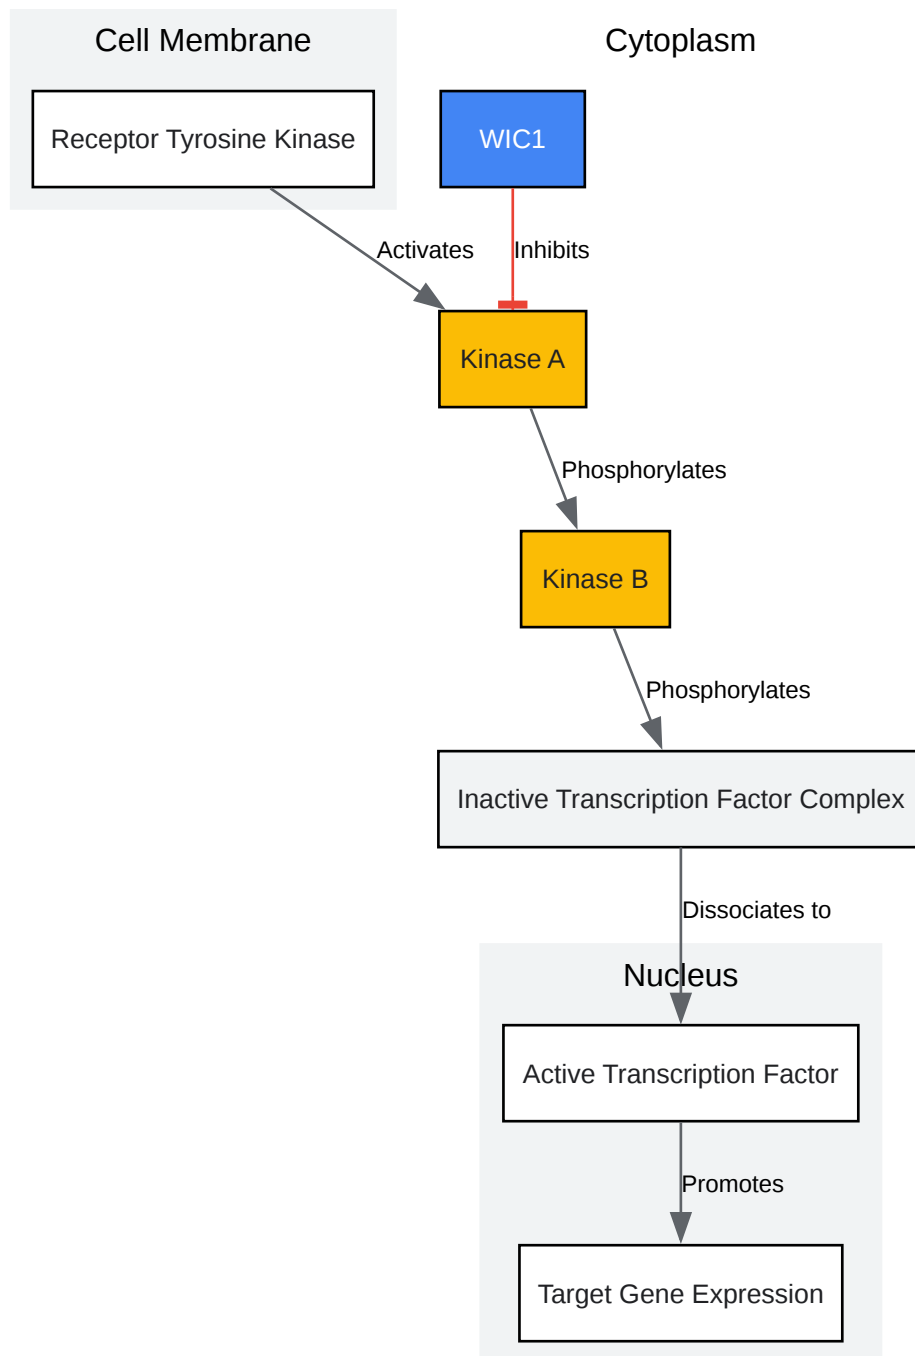 Cell Membrane
Cytoplasm
Receptor Tyrosine Kinase
WIC1
Activates
Inhibits
Kinase A
Phosphorylates
Kinase B
Phosphorylates
Inactive Transcription Factor Complex
Dissociates to
Nucleus
Active Transcription Factor
Promotes
Target Gene Expression